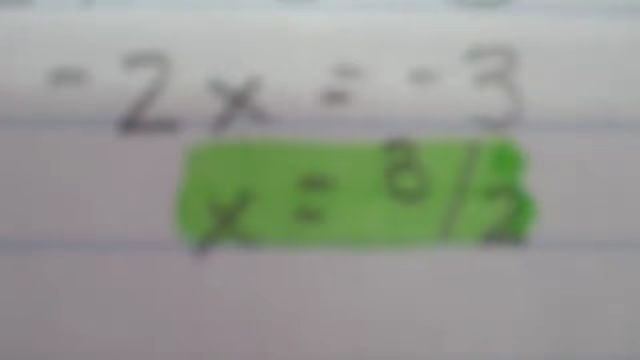 - 2x = - 3
x = 3/2